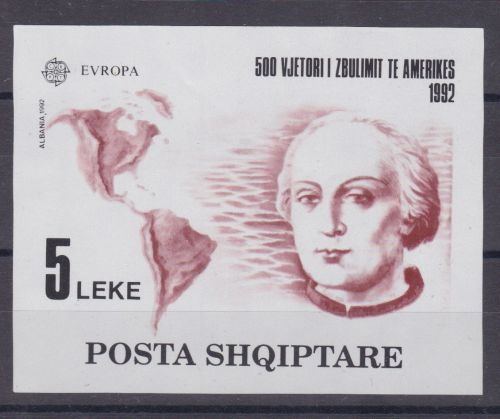 EVROPA
500 VJETORI I ZBULIMIT TE AMERIKES
1992
ALBANIA, 1992
5 LEKE
POSTA SHQIPTARE